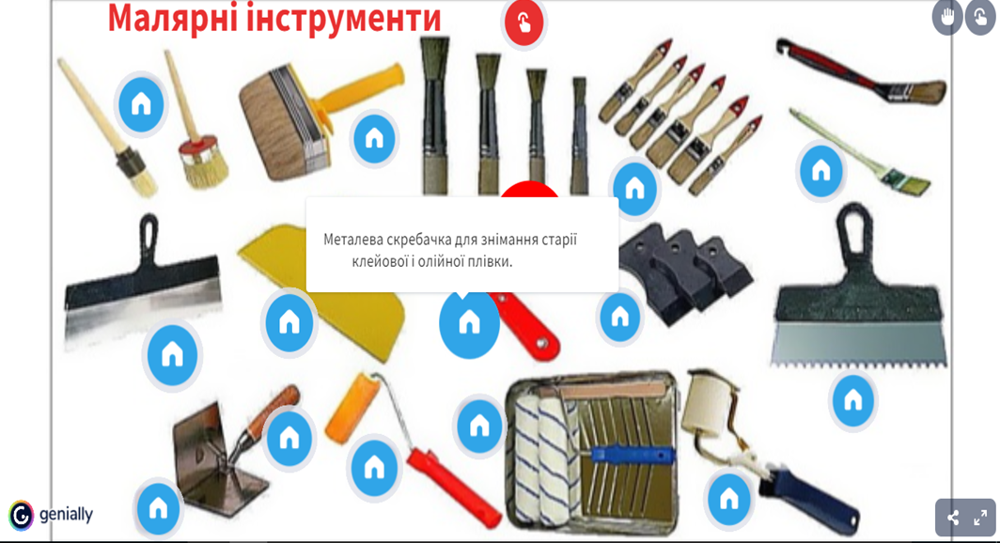 Малярні інструменти
Металева скребачка для знімання старії
клейової і олійної плівки.
genially